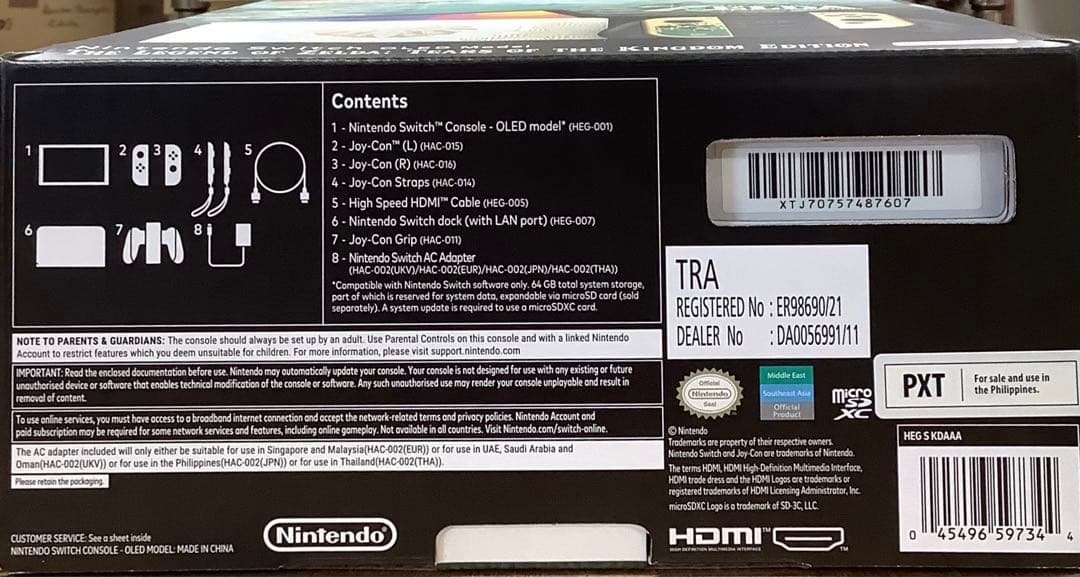 Nintendo Switch OLED Model
THE LEGEND OF ZELDA: TEARS OF THE KINGDOM EDITION
1
2
3
4
5
6
7
8
Contents
1 - Nintendo Switch™ Console - OLED model* (HEG-001)
2 - Joy-Con™ (L) (HAC-015)
3 - Joy-Con (R) (HAC-016)
4 - Joy-Con Straps (HAC-014)
5 - High Speed HDMI™ Cable (HEG-005)
6 - Nintendo Switch dock (with LAN port) (HEG-007)
7 - Joy-Con Grip (HAC-011)
8 - Nintendo Switch AC Adapter
(HAC-002(UKV)/HAC-002(EUR)/HAC-002(JPN)/HAC-002(THA))
*Compatible with Nintendo Switch software only. 64 GB total system storage,
part of which is reserved for system data, expandable via microSD card (sold
separately). A system update is required to use a microSDXC card.
NOTE TO PARENTS & GUARDIANS: The console should always be set up by an adult. Use Parental Controls on this console and with a linked Nintendo
Account to restrict features which you deem unsuitable for children. For more information, please visit support.nintendo.com
IMPORTANT: Read the enclosed documentation before use. Nintendo may automatically update your console. Your console is not designed for use with any existing or future
unauthorised device or software that enables technical modification of the console or software. Any such unauthorised use may render your console unplayable and result in
removal of content.
To use online services, you must have access to a broadband internet connection and accept the network-related terms and privacy policies. Nintendo Account and
paid subscription may be required for some network services and features, including online gameplay. Not available in all countries. Visit Nintendo.com/switch-online.
The AC adapter included will only either be suitable for use in Singapore and Malaysia(HAC-002(EUR)) or for use in UAE, Saudi Arabia and
Oman(HAC-002(UKV)) or for use in the Philippines(HAC-002(JPN)) or for use in Thailand(HAC-002(THA)).
Please retain the packaging.
CUSTOMER SERVICE: See a sheet inside
NINTENDO SWITCH CONSOLE - OLED MODEL: MADE IN CHINA
Nintendo®
XTJ70757487607
TRA
REGISTERED No : ER98690/21
DEALER No : DA0056991/11
Official
Nintendo
Seal
Middle East
Southeast Asia
Official
Product
micro
SD
XC
PXT
For sale and use in
the Philippines.
© Nintendo
Trademarks are property of their respective owners.
Nintendo Switch and Joy-Con are trademarks of Nintendo.
The terms HDMI, HDMI High-Definition Multimedia Interface,
HDMI trade dress and the HDMI Logos are trademarks or
registered trademarks of HDMI Licensing Administrator, Inc.
microSDXC Logo is a trademark of SD-3C, LLC.
HDMI™
HIGH-DEFINITION MULTIMEDIA INTERFACE
TM
HEG S KDAAA
0 45496 59734 4